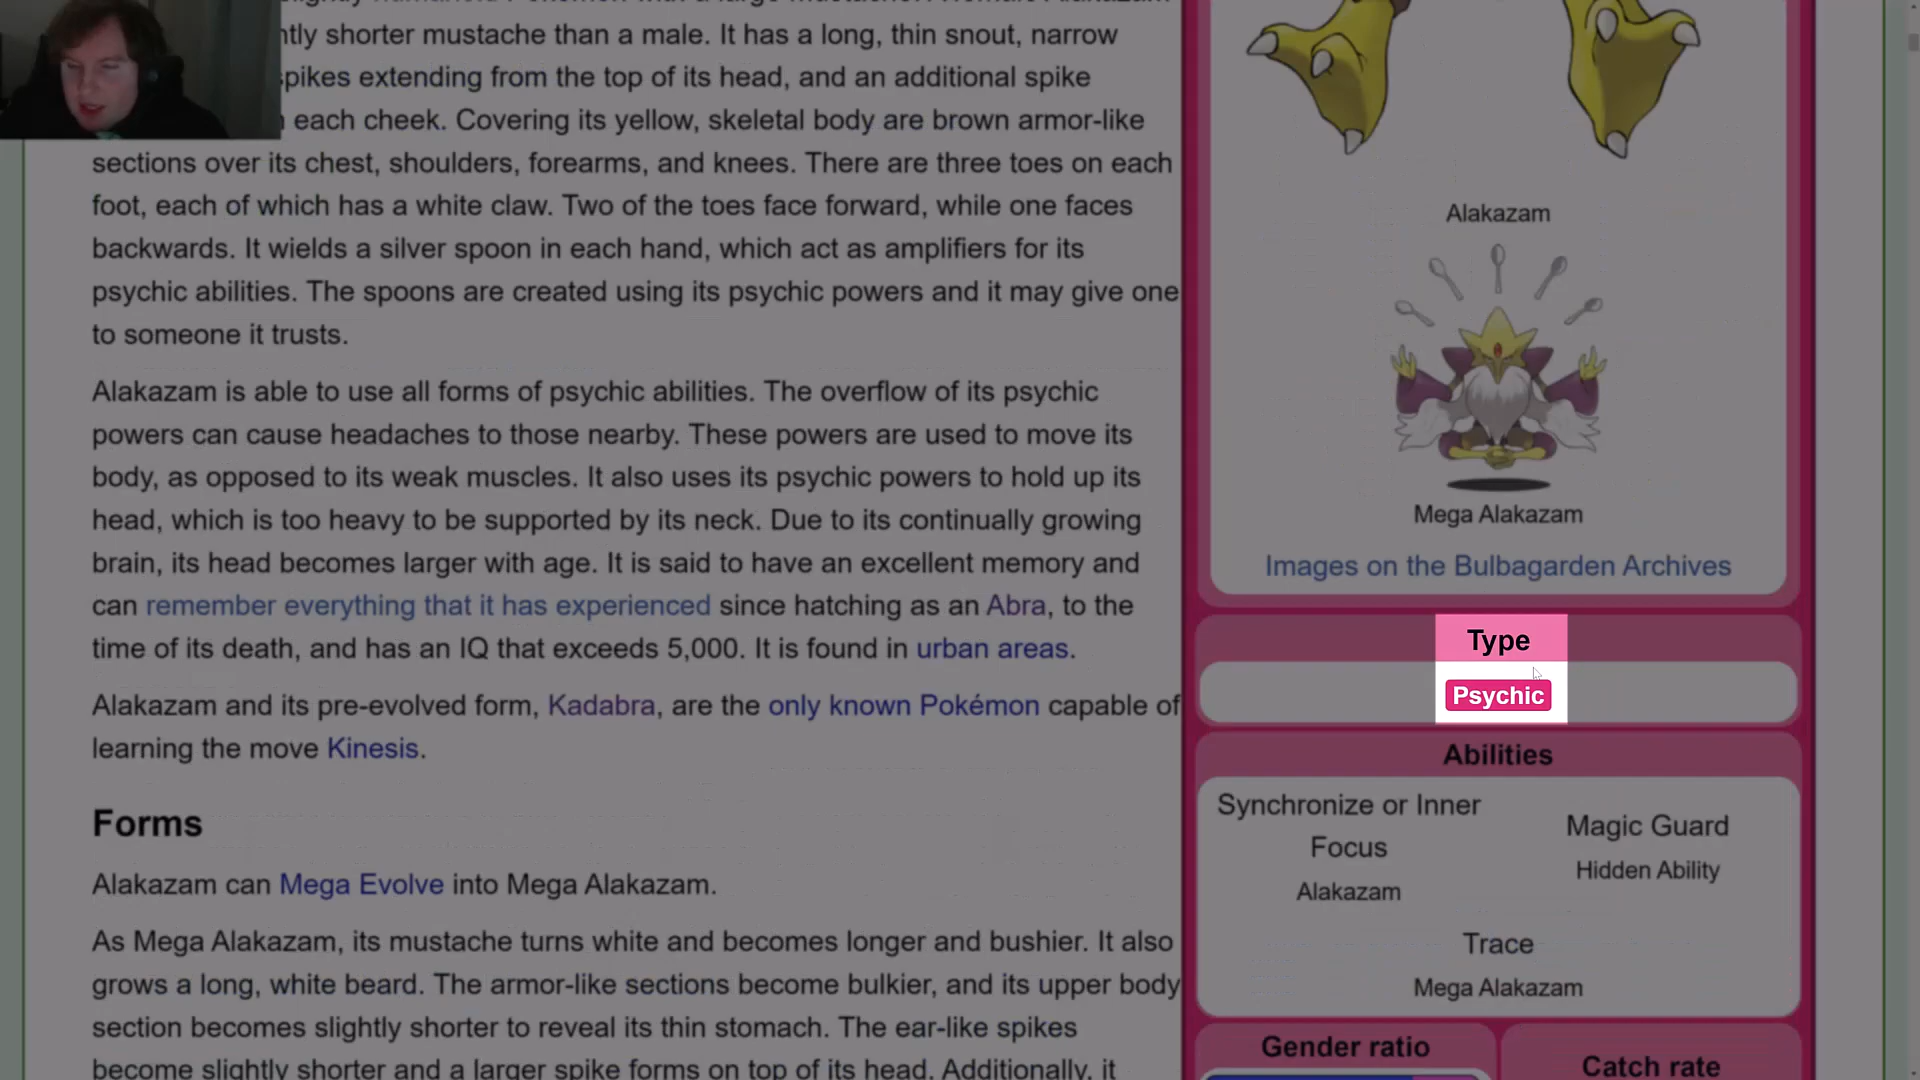 tly shorter mustache than a male. It has a long, thin snout, narrow
spikes extending from the top of its head, and an additional spike
each cheek. Covering its yellow, skeletal body are brown armor-like
sections over its chest, shoulders, forearms, and knees. There are three toes on each
foot, each of which has a white claw. Two of the toes face forward, while one faces
backwards. It wields a silver spoon in each hand, which act as amplifiers for its
psychic abilities. The spoons are created using its psychic powers and it may give one
to someone it trusts.
Alakazam is able to use all forms of psychic abilities. The overflow of its psychic
powers can cause headaches to those nearby. These powers are used to move its
body, as opposed to its weak muscles. It also uses its psychic powers to hold up its
head, which is too heavy to be supported by its neck. Due to its continually growing
brain, its head becomes larger with age. It is said to have an excellent memory and
can remember everything that it has experienced since hatching as an Abra, to the
time of its death, and has an IQ that exceeds 5,000. It is found in urban areas.
Alakazam and its pre-evolved form, Kadabra, are the only known Pokémon capable of
learning the move Kinesis.
Forms
Alakazam can Mega Evolve into Mega Alakazam.
As Mega Alakazam, its mustache turns white and becomes longer and bushier. It also
grows a long, white beard. The armor-like sections become bulkier, and its upper body
section becomes slightly shorter to reveal its thin stomach. The ear-like spikes
become slightly shorter and a larger spike forms on top of its head. Additionally, it
Alakazam
Mega Alakazam
Images on the Bulbagarden Archives
Type
Psychic
Abilities
Synchronize or Inner
Focus
Alakazam
Magic Guard
Hidden Ability
Trace
Mega Alakazam
Gender ratio
Catch rate